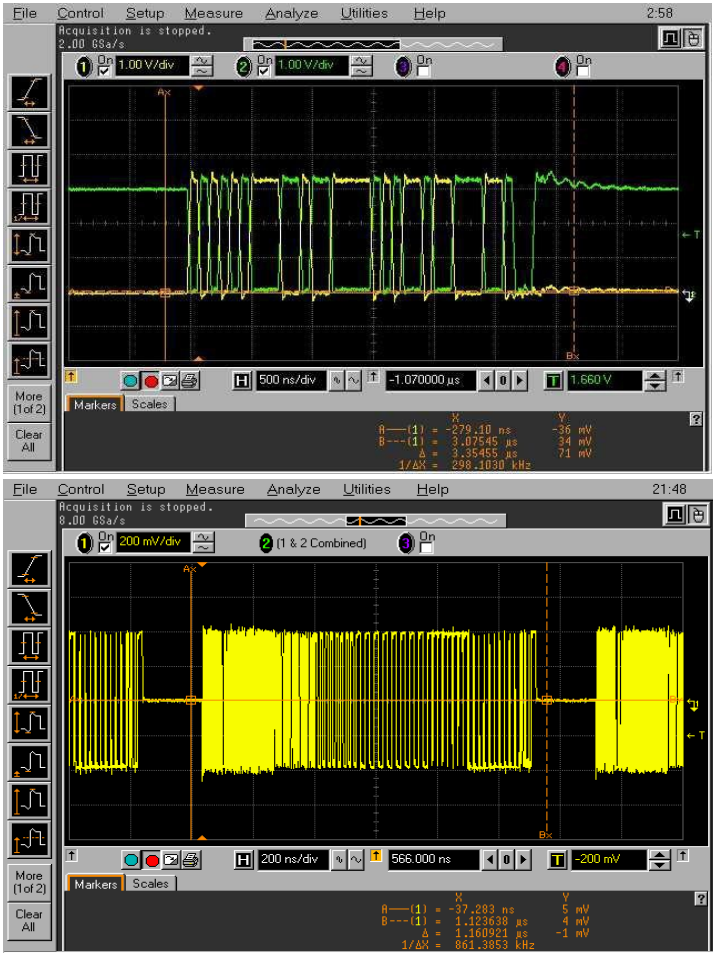 File Control Setup Measure Analyze Utilities Help 2:58
Acquisition is stopped.
2.00 GSa/s
1 On 1.00 V/div 2 On 1.00 V/div 3 On 4 On
Ax
T
Bx
H 500 ns/div -1.070000 µs 0 T 1.660 V
More
(1of 2)
Clear
All
Markers Scales ?
X Y
A——(1) = -279.10 ns -36 mV
B---(1) = 3.07545 µs 34 mV
Δ = 3.35455 µs 71 mV
1/ΔX = 298.1030 kHz
File Control Setup Measure Analyze Utilities Help 21:48
Acquisition is stopped.
8.00 GSa/s
1 On 200 mV/div 2 (1 & 2 Combined) 3 On
Ax
T
Bx
H 200 ns/div 566.000 ns 0 T -200 mV
More
(1of 2)
Clear
All
Markers Scales ?
X Y
A——(1) = -37.283 ns 5 mV
B---(1) = 1.123638 µs 4 mV
Δ = 1.160921 µs -1 mV
1/ΔX = 861.3853 kHz